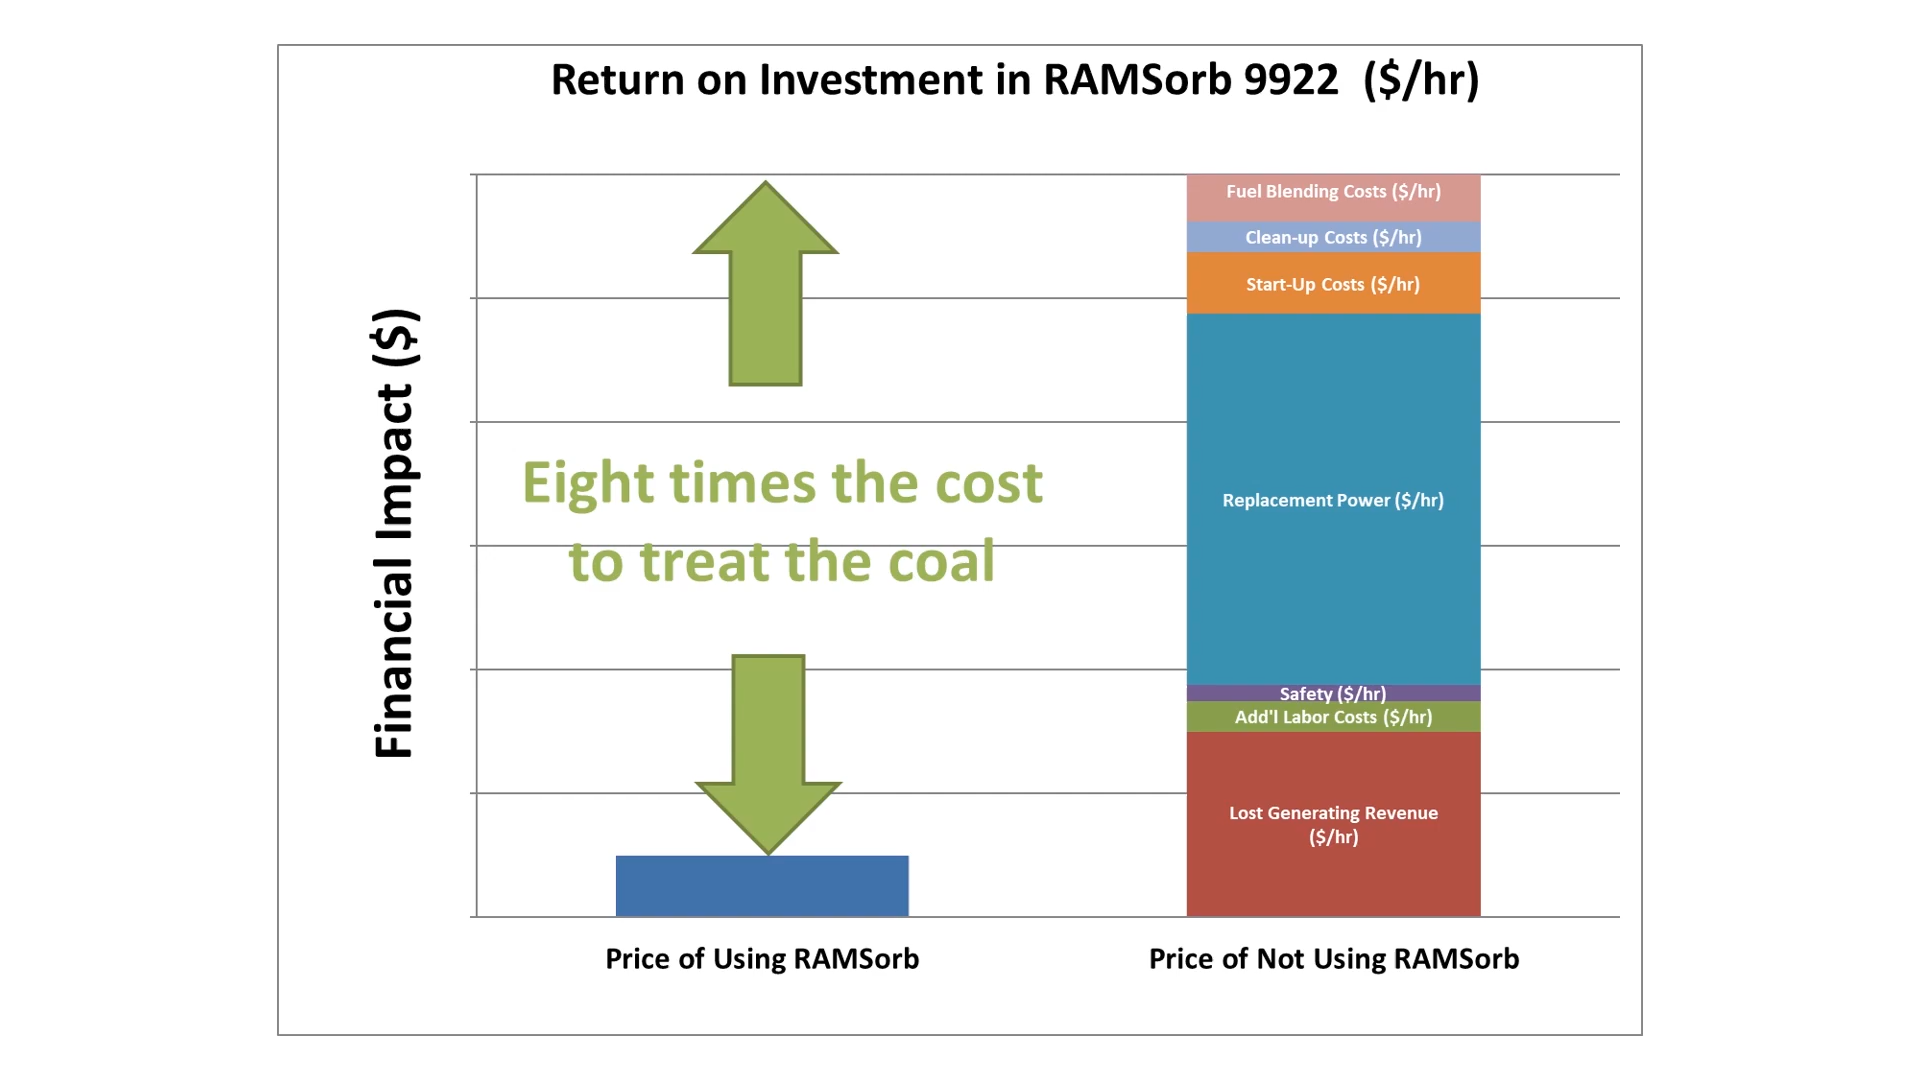 Return on Investment in RAMSorb 9922  ($/hr)
Financial Impact ($)
Eight times the cost
to treat the coal
Fuel Blending Costs ($/hr)
Clean-up Costs ($/hr)
Start-Up Costs ($/hr)
Replacement Power ($/hr)
Safety ($/hr)
Add'l Labor Costs ($/hr)
Lost Generating Revenue
($/hr)
Price of Using RAMSorb
Price of Not Using RAMSorb